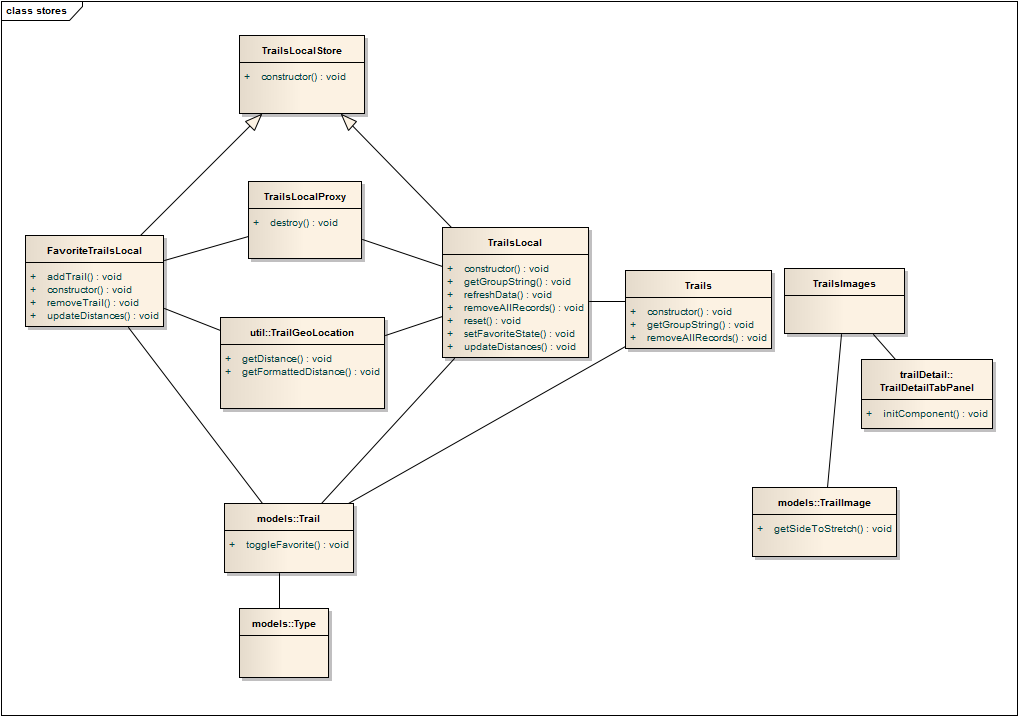 class stores
TrailsLocalStore
+ constructor() : void
TrailsLocalProxy
+ destroy() : void
FavoriteTrailsLocal
+ addTrail() : void
+ constructor() : void
+ removeTrail() : void
+ updateDistances() : void
TrailsLocal
+ constructor() : void
+ getGroupString() : void
+ refreshData() : void
+ removeAllRecords() : void
+ reset() : void
+ setFavoriteState() : void
+ updateDistances() : void
Trails
+ constructor() : void
+ getGroupString() : void
+ removeAllRecords() : void
TrailsImages
util::TrailGeoLocation
+ getDistance() : void
+ getFormattedDistance() : void
trailDetail::
TrailDetailTabPanel
+ initComponent() : void
models::TrailImage
+ getSideToStretch() : void
models::Trail
+ toggleFavorite() : void
models::Type